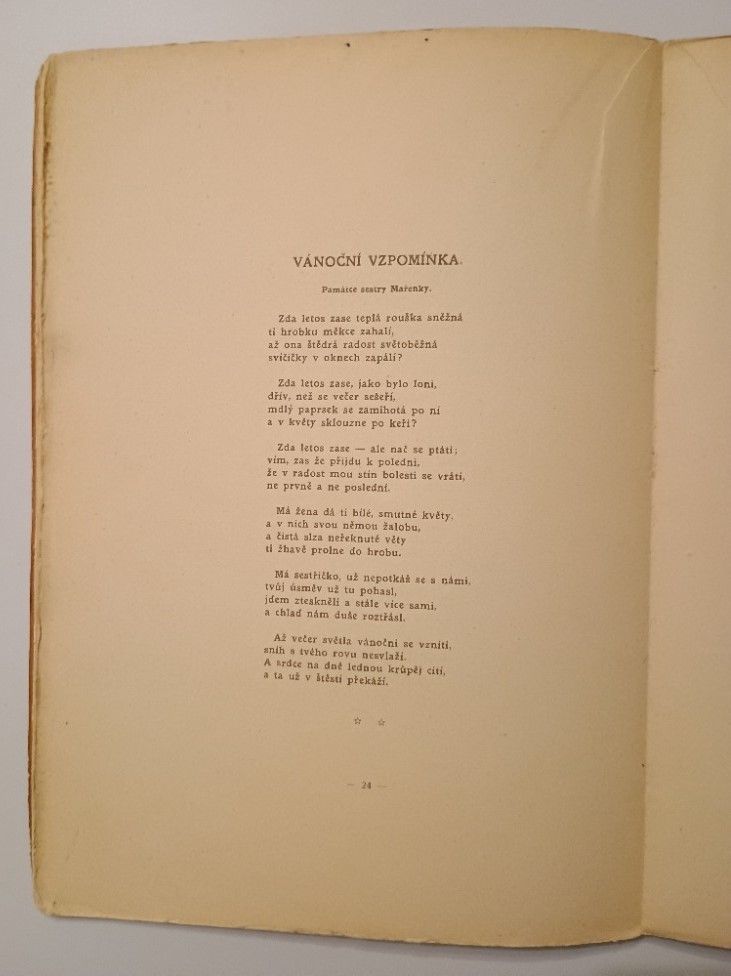 VÁNOČNÍ VZPOMÍNKA.
Památce sestry Mařenky.
Zda letos zase teplá rouška sněžná
ti hrobku měkce zahalí,
až ona štědrá radost světoběžná
svíčičky v oknech zapálí?
Zda letos zase, jako bylo loni,
dřív, než se večer sešeří,
mdlý paprsek se zamihotá po ní
a v květy sklouzne po keři?
Zda letos zase — ale nač se ptáti;
vím, zas že přijdu k polednî,
že v radost mou stín bolesti se vrátí,
ne prvně a ne poslední.
Má žena dá ti bílé, smutné květy,
a v nich svou němou žalobu,
a čistá slza neřeknuté věty
ti žhavě prolne do hrobu.
Má sestřičko, už nepotkáš se s námi,
tvůj úsměv už tu pohasl,
jdem zteskněli a stále více sami,
a chlad nám duše roztřásl.
Až večer světla vánoční se vznítí,
sníh s tvého rovu nesvlaží.
A srdce na dně lednou krůpěj cítí,
a ta už v štěstí překáží.
☆ ☆
— 24 —